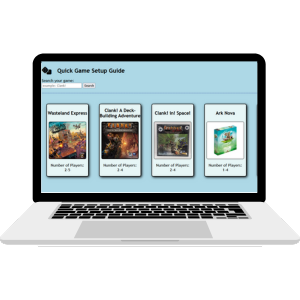 Quick Game Setup Guide
Search your game:
example: Clank!
Search
Wasteland Express
Number of Players:
2-5
Clank! A Deck-
Building Adventure
Number of Players:
2-4
Clank! In! Space!
Number of Players:
2-4
Ark Nova
Number of Players:
1-4